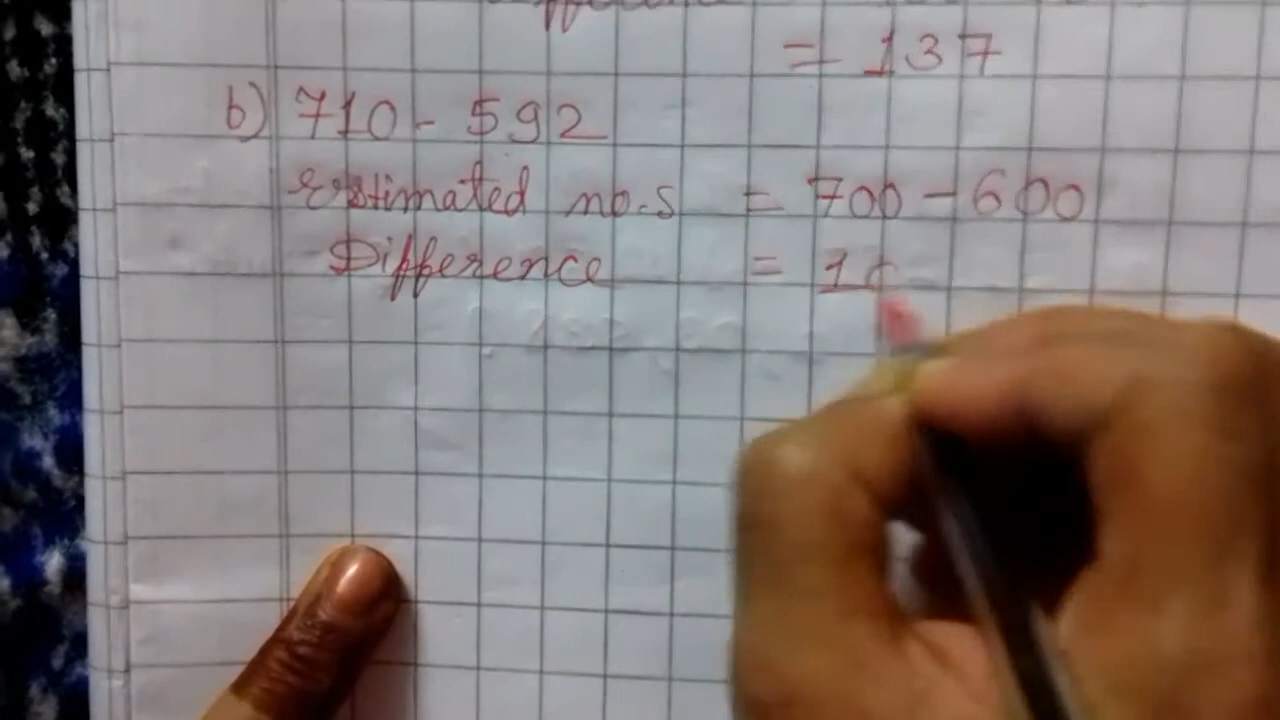 = 137
b) 710 - 592
Estimated no.s = 700 - 600
Difference = 10